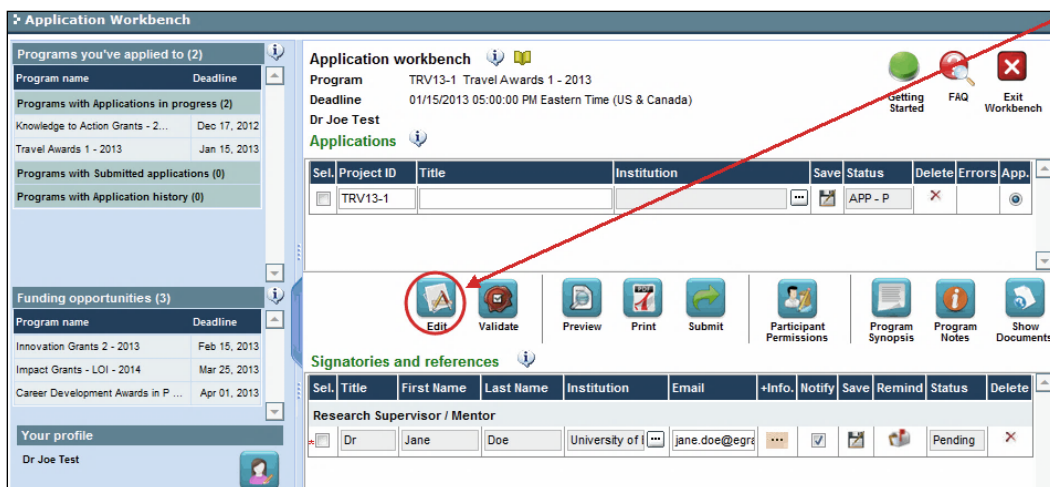 Application Workbench
Programs you've applied to (2)
Program name Deadline
Programs with Applications in progress (2)
Knowledge to Action Grants - 2... Dec 17, 2012
Travel Awards 1 - 2013 Jan 15, 2013
Programs with Submitted applications (0)
Programs with Application history (0)
Funding opportunities (3)
Program name Deadline
Innovation Grants 2 - 2013 Feb 15, 2013
Impact Grants - LOI - 2014 Mar 25, 2013
Career Development Awards in P ... Apr 01, 2013
Your profile
Dr Joe Test
Application workbench
Program TRV13-1 Travel Awards 1 - 2013
Deadline 01/15/2013 05:00:00 PM Eastern Time (US & Canada)
Dr Joe Test
Getting Started
FAQ
Exit Workbench
Applications
Sel. Project ID Title Institution Save Status Delete Errors App.
TRV13-1 ... APP - P
Edit Validate Preview Print Submit Participant Permissions Program Synopsis Program Notes Show Documents
Signatories and references
Sel. Title First Name Last Name Institution Email +Info. Notify Save Remind Status Delete
Research Supervisor / Mentor
* Dr Jane Doe University of ... jane.doe@egra ... Pending